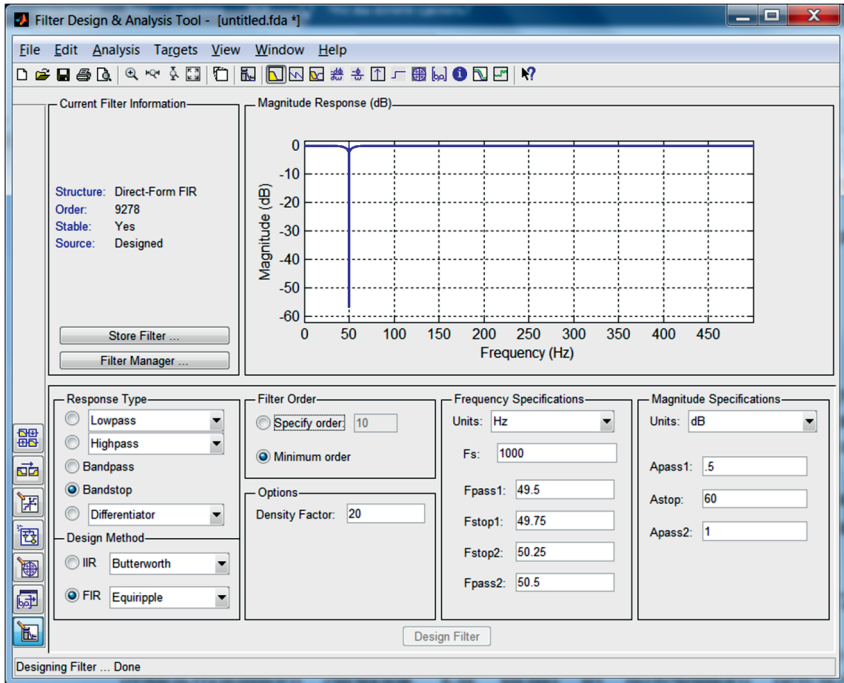 Filter Design & Analysis Tool - [untitled.fda *]
File Edit Analysis Targets View Window Help
Current Filter Information
Structure: Direct-Form FIR
Order: 9278
Stable: Yes
Source: Designed
Store Filter ...
Filter Manager ...
Magnitude Response (dB)
Magnitude (dB)
0
-10
-20
-30
-40
-50
-60
0 50 100 150 200 250 300 350 400 450
Frequency (Hz)
Response Type
Lowpass
Highpass
Bandpass
Bandstop
Differentiator
Design Method
IIR Butterworth
FIR Equiripple
Filter Order
Specify order: 10
Minimum order
Options
Density Factor: 20
Frequency Specifications
Units: Hz
Fs: 1000
Fpass1: 49.5
Fstop1: 49.75
Fstop2: 50.25
Fpass2: 50.5
Magnitude Specifications
Units: dB
Apass1: .5
Astop: 60
Apass2: 1
Design Filter
Designing Filter ... Done